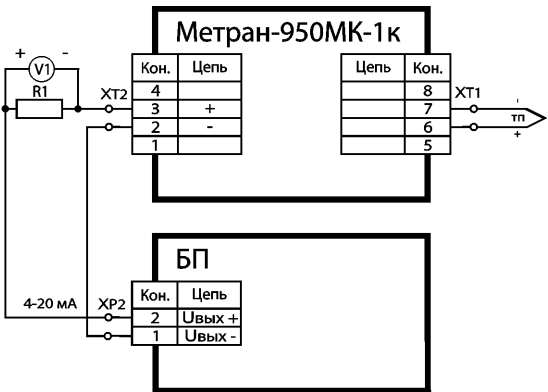 Метран-950МК-1к
+ -
V1
R1
XT2
Кон. Цепь
4
3 +
2 -
1
Цепь Кон.
8
7
6
5
XT1
-
ТП
+
БП
4-20 мА
XP2
Кон. Цепь
2 Uвых +
1 Uвых -